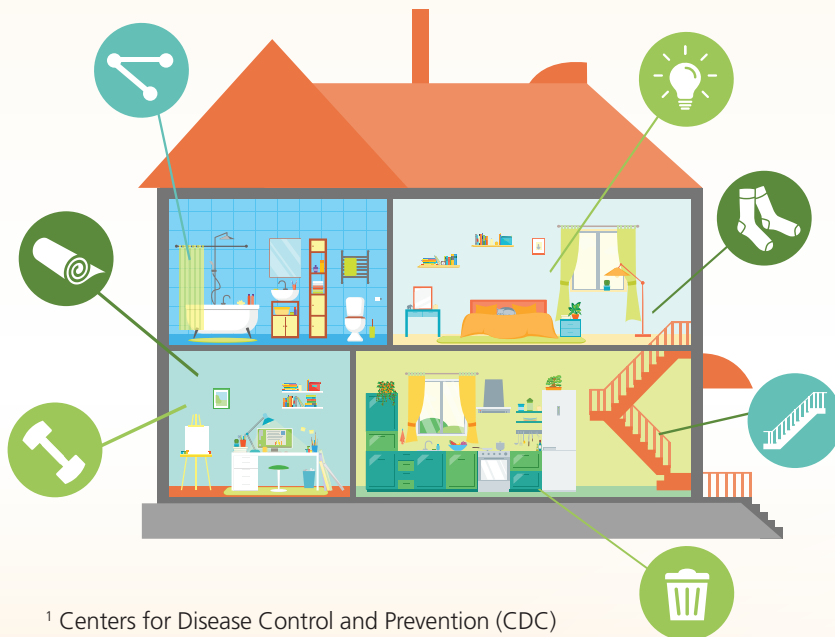 ¹ Centers for Disease Control and Prevention (CDC)